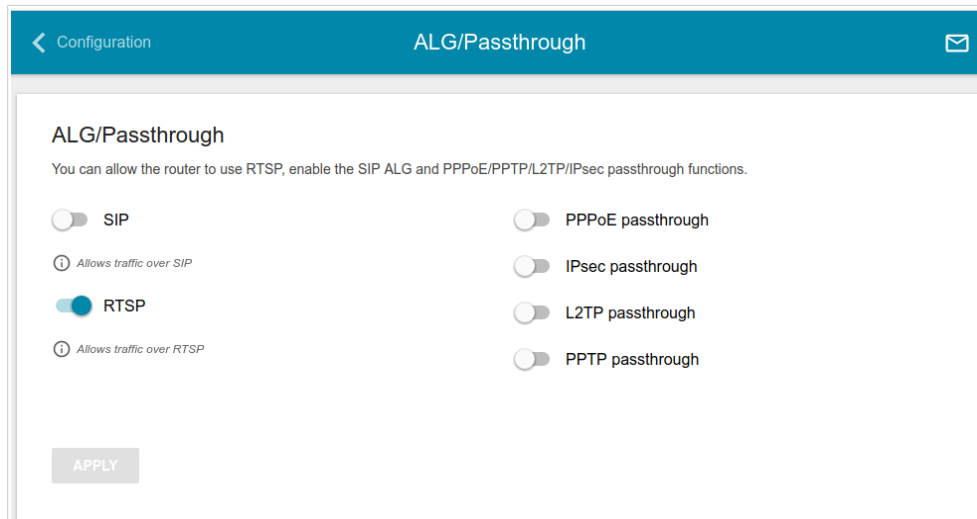 Configuration
ALG/Passthrough
ALG/Passthrough
You can allow the router to use RTSP, enable the SIP ALG and PPPoE/PPTP/L2TP/IPsec passthrough functions.
SIP
Allows traffic over SIP
RTSP
Allows traffic over RTSP
PPPoE passthrough
IPsec passthrough
L2TP passthrough
PPTP passthrough
APPLY